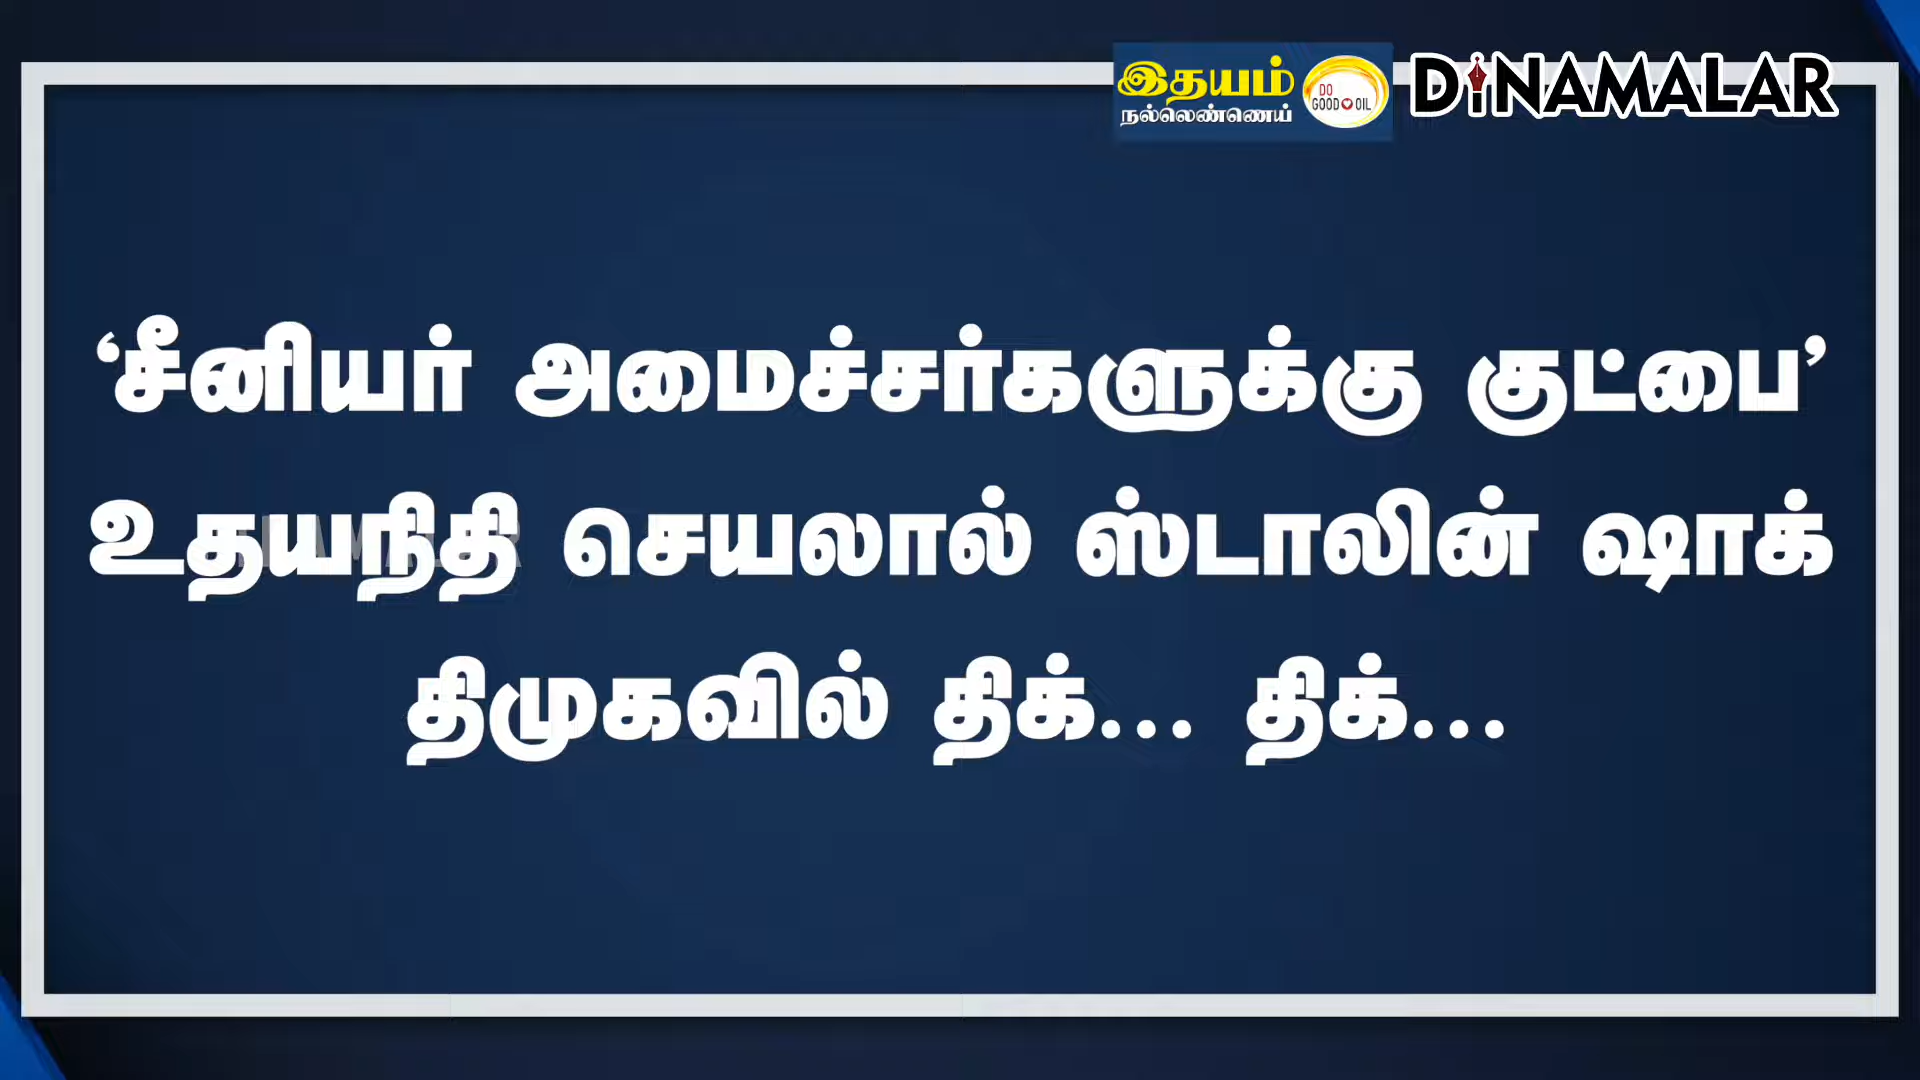 இதயம்
நல்லெண்ணெய்
DO
GOOD OIL
DINAMALAR
‘சீனியர் அமைச்சர்களுக்கு குட்பை’
உதயநிதி செயலால் ஸ்டாலின் ஷாக்
திமுகவில் திக்... திக்...